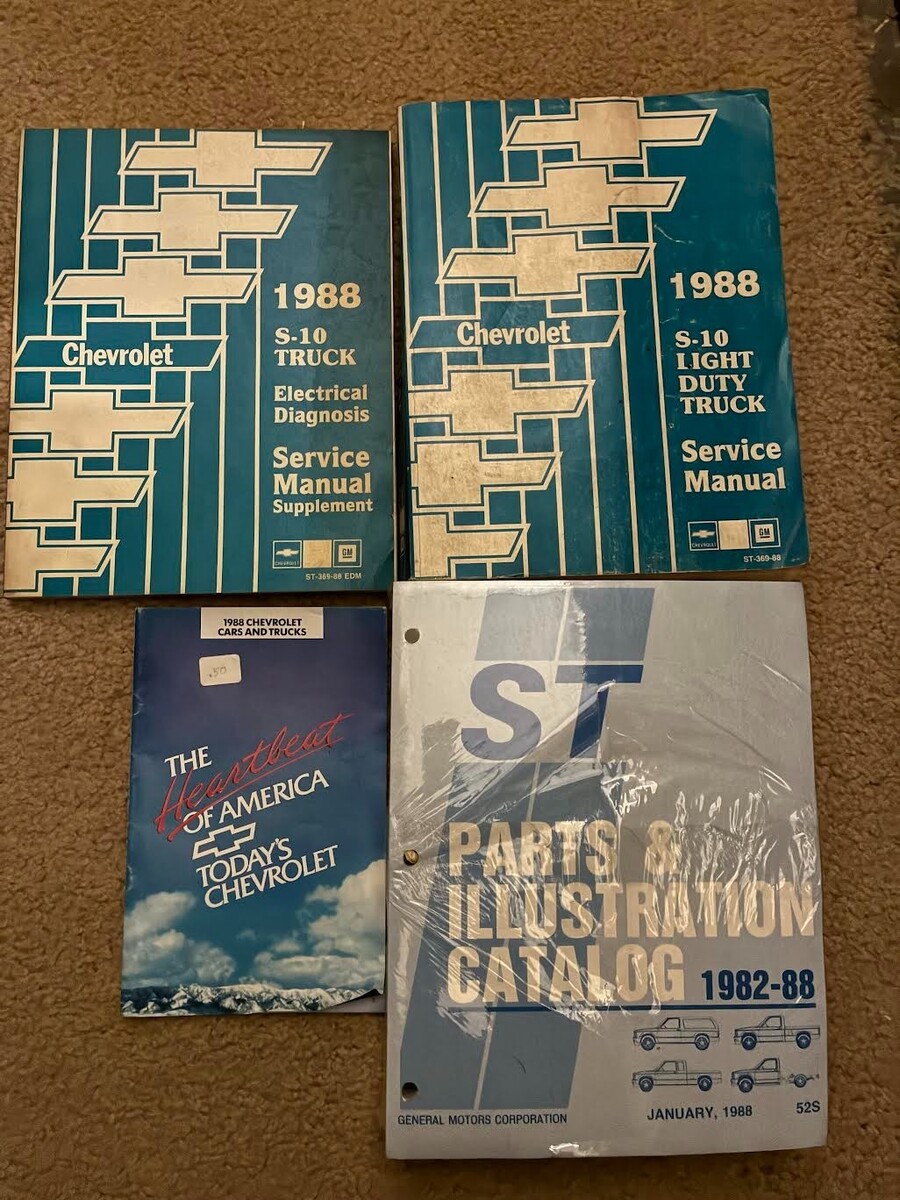 1988
S-10
TRUCK
Electrical
Diagnosis
Service
Manual
Supplement
Chevrolet
CHEVROLET
GM
ST-369-88 EDM
1988
S-10
LIGHT
DUTY
TRUCK
Service
Manual
Chevrolet
CHEVROLET
GM
ST-369-88
1988 CHEVROLET
CARS AND TRUCKS
.50
THE
Heartbeat
OF AMERICA
TODAY'S
CHEVROLET
ST
PARTS &
ILLUSTRATION
CATALOG 1982-88
GENERAL MOTORS CORPORATION
JANUARY, 1988
52S